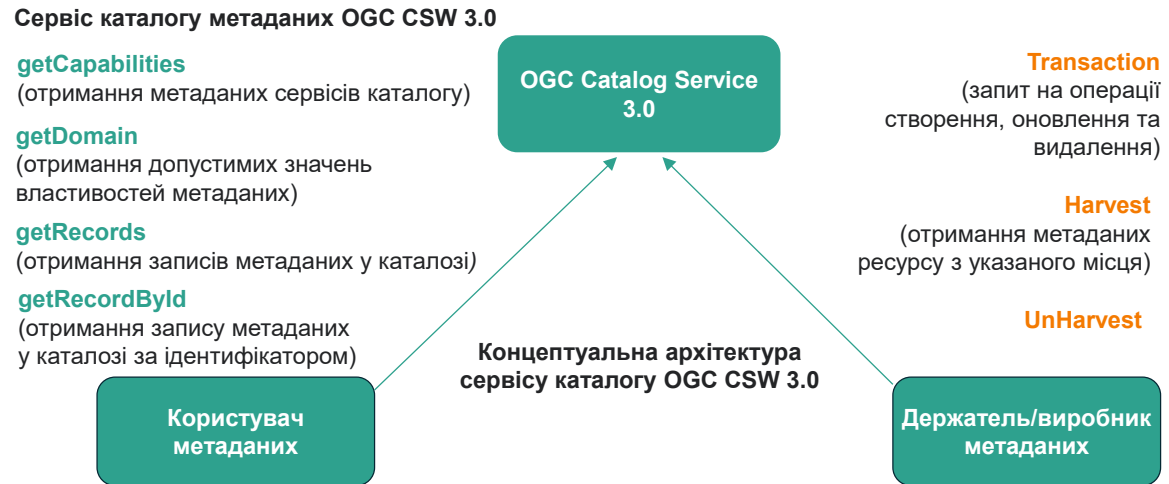 Сервіс каталогу метаданих OGC CSW 3.0
getCapabilities
(отримання метаданих сервісів каталогу)
getDomain
(отримання допустимих значень
властивостей метаданих)
getRecords
(отримання записів метаданих у каталозі)
getRecordById
(отримання запису метаданих
у каталозі за ідентифікатором)
OGC Catalog Service
3.0
Transaction
(запит на операції
створення, оновлення та
видалення)
Harvest
(отримання метаданих
ресурсу з указаного місця)
UnHarvest
Концептуальна архітектура
сервісу каталогу OGC CSW 3.0
Користувач
метаданих
Держатель/виробник
метаданих